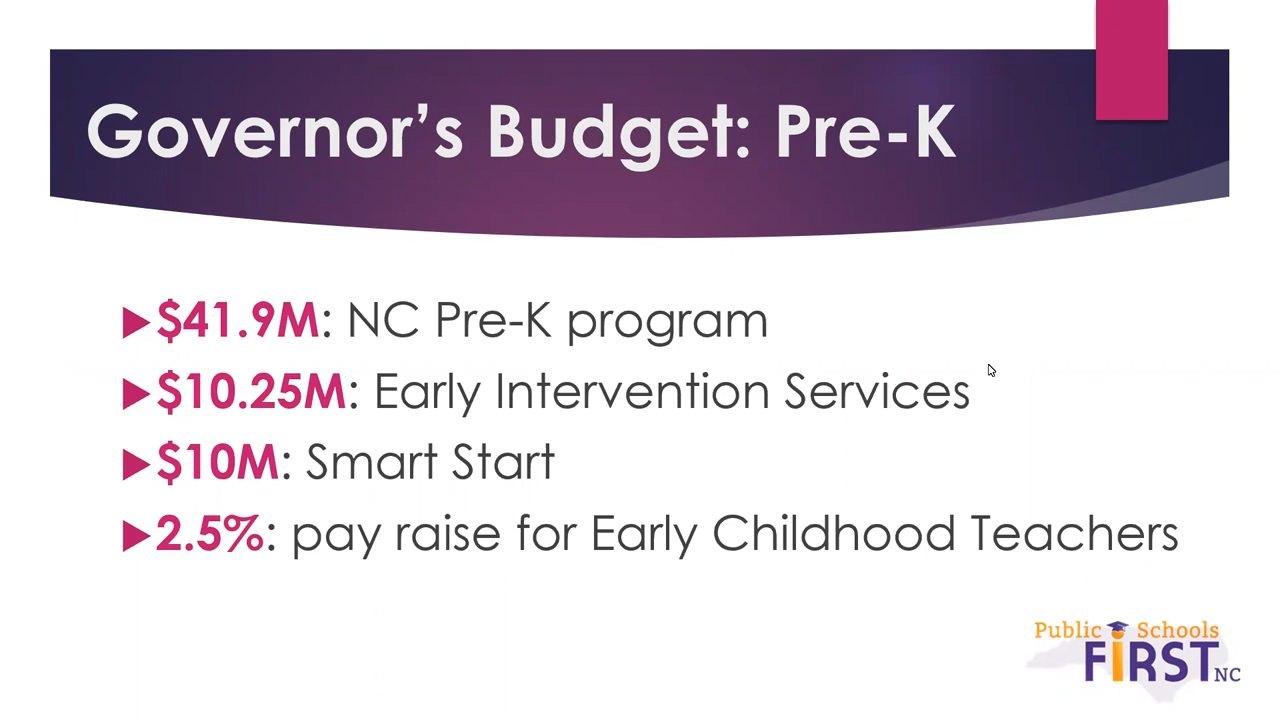 Governor’s Budget: Pre-K
$41.9M: NC Pre-K program
$10.25M: Early Intervention Services
$10M: Smart Start
2.5%: pay raise for Early Childhood Teachers
Public Schools
FiRST NC